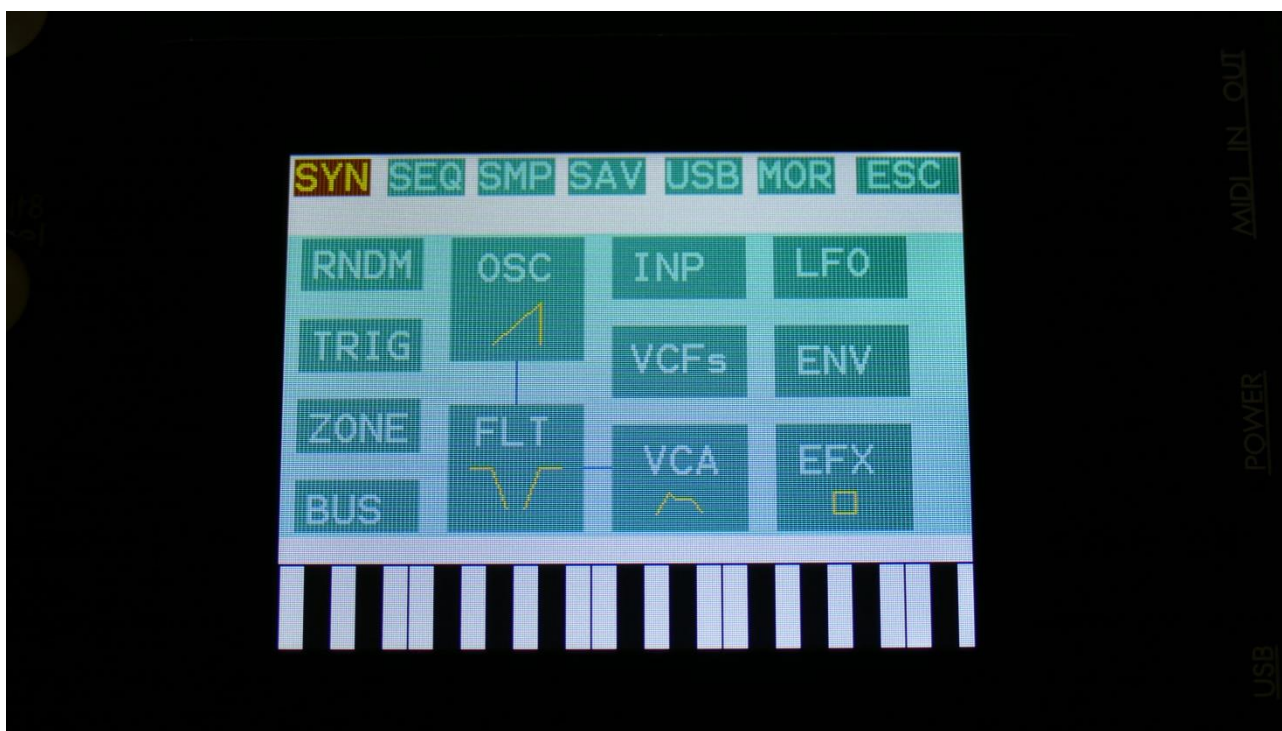 SYN SEQ SMP SAV USB MOR ESC
RNDM OSC INP LFO
TRIG VCFs ENV
ZONE FLT VCA EFX
BUS
MIDI IN OUT
POWER
USB